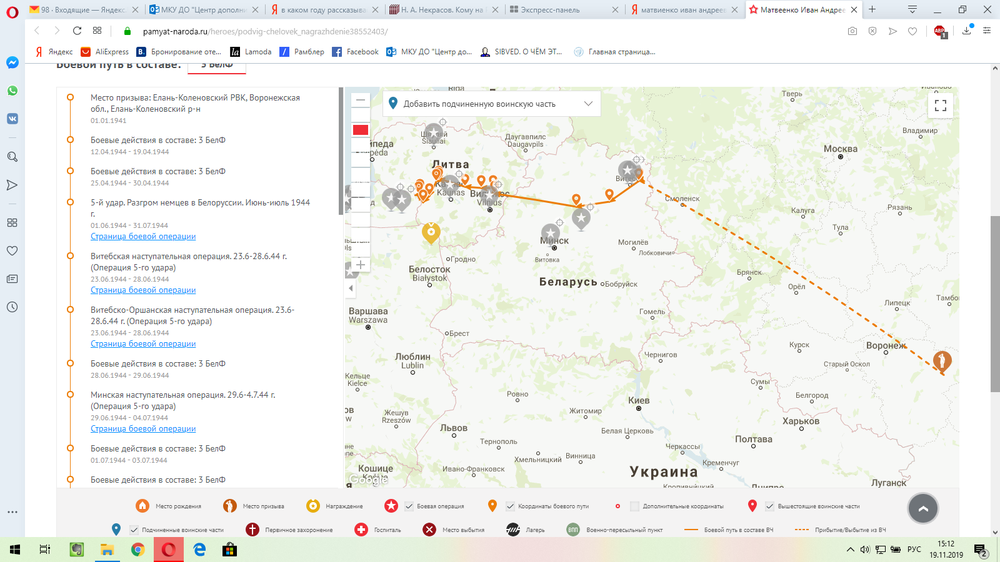 98 · Входящие — Яндекс.
МКУ ДО "Центр дополни
в каком году рассказыва
Н. А. Некрасов. Кому на
Экспресс-панель
матвиенко иван андреев
Матвеенко Иван Андрее
pamyat-naroda.ru/heroes/podvig-chelovek_nagrazhdenie38552403/
ABP
1
Яндекс
AliExpress
Бронирование оте...
Lamoda
Рамблер
Facebook
МКУ ДО "Центр до...
SIBVED. О ЧЁМ ЭТ...
Главная страница...
Боевой путь в составе:
3 БелФ
Место призыва: Елань-Коленовский РВК, Воронежская
обл., Елань-Коленовский р-н
01.01.1941
Боевые действия в составе: 3 БелФ
12.04.1944 - 19.04.1944
Боевые действия в составе: 3 БелФ
25.04.1944 - 30.04.1944
5-й удар. Разгром немцев в Белоруссии. Июнь-июль 1944
г.
01.06.1944 - 31.07.1944
Страница боевой операции
Витебская наступательная операция. 23.6-28.6.44 г.
(Операция 5-го удара)
23.06.1944 - 28.06.1944
Страница боевой операции
Витебско-Оршанская наступательная операция. 23.6-
28.6.44 г. (Операция 5-го удара)
23.06.1944 - 28.06.1944
Страница боевой операции
Боевые действия в составе: 3 БелФ
28.06.1944 - 29.06.1944
Минская наступательная операция. 29.6-4.7.44 г.
(Операция 5-го удара)
29.06.1944 - 04.07.1944
Страница боевой операции
Боевые действия в составе: 3 БелФ
01.07.1944 - 03.07.1944
Боевые действия в составе: 3 БелФ
Добавить подчиненную воинскую часть
Тверь
Владимир
Москва
Даугавпилс
Daugavpils
Šiauliai
Литва
Kaunas
Vilnius
Смоленск
Рязань
Калуга
Тула
Минск
Витовка
Могилёв
Лобковичи
Гродно
Белосток
Białystok
Беларусь
Бобруйск
Брянск
Орёл
Липецк
Тамбо
Варшава
Warszawa
Гомель
Брест
Воронеж
Курск
Старый Оскол
Люблин
Lublin
Чернигов
Кельце
Kielce
Сумы
Белгород
Ровно
Киев
Житомир
Жешув
Rzeszów
Харьков
Львов
Белая Церковь
Полтава
Тернополь
Черкассы
Хмельницкий
Винница
Кременчуг
Кошице
Ивано-Франковск
Украина
Кропивницкий
Луганск
Google
Место рождения
Место призыва
Награждение
Боевая операция
Координаты боевого пути
Дополнительные координаты
Вышестоящие воинские части
Подчиненные воинские части
Первичное захоронение
Госпиталь
Место выбытия
Лагерь
ВПП
Военно-пересыльный пункт
Боевой путь в составе ВЧ
Прибытие/Выбытие из ВЧ
РУС
15:12
19.11.2019
2